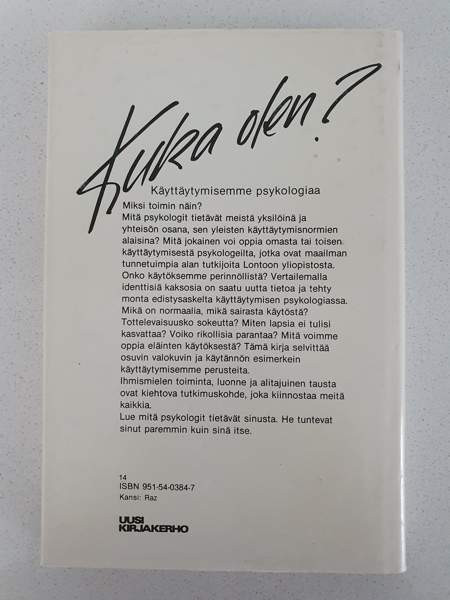 Kuka olen?
Käyttäytymisemme psykologiaa
Miksi toimin näin?
Mitä psykologit tietävät meistä yksilöinä ja
yhteisön osana, sen yleisten käyttäytymisnormien
alaisina? Mitä jokainen voi oppia omasta tai toisen
käyttäytymisestä psykologeilta, jotka ovat maailman
tunnetuimpia alan tutkijoita Lontoon yliopistosta.
Onko käytöksemme perinnöllistä? Vertailemalla
identtisiä kaksosia on saatu uutta tietoa ja tehty
monta edistysaskelta käyttäytymisen psykologiassa.
Mikä on normaalia, mikä sairasta käytöstä?
Tottelevaisuusko sokeutta? Miten lapsia ei tulisi
kasvattaa? Voiko rikollisia parantaa? Mitä voimme
oppia eläinten käytöksestä? Tämä kirja selvittää
osuvin valokuvin ja käytännön esimerkein
käyttäytymisemme perusteita.
Ihmismielen toiminta, luonne ja alitajuinen tausta
ovat kiehtova tutkimuskohde, joka kiinnostaa meitä
kaikkia.
Lue mitä psykologit tietävät sinusta. He tuntevat
sinut paremmin kuin sinä itse.
14
ISBN 951-54-0384-7
Kansi: Raz
UUSI
KIRJAKERHO